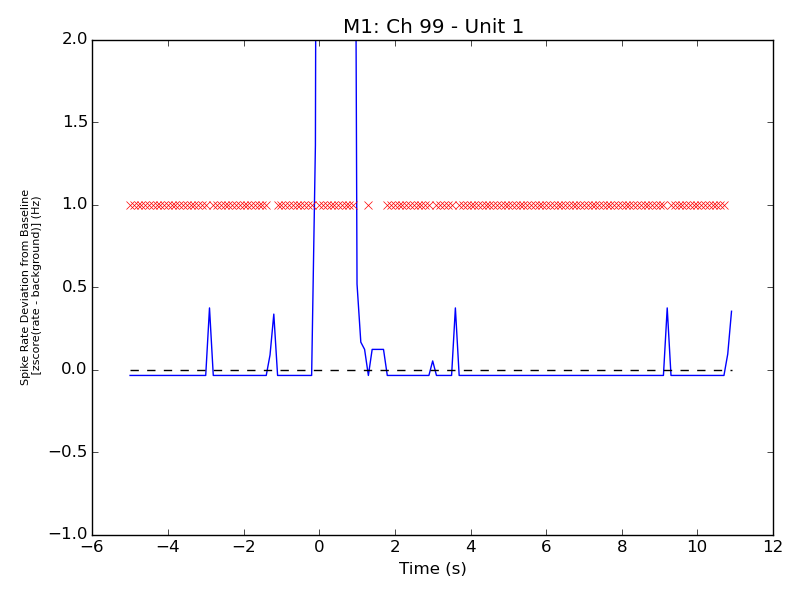 M1: Ch 99 - Unit 1
2.0
1.5
1.0
0.5
0.0
−0.5
−1.0
Spike Rate Deviation from Baseline
[zscore(rate - background)] (Hz)
−6 −4 −2 0 2 4 6 8 10 12
Time (s)